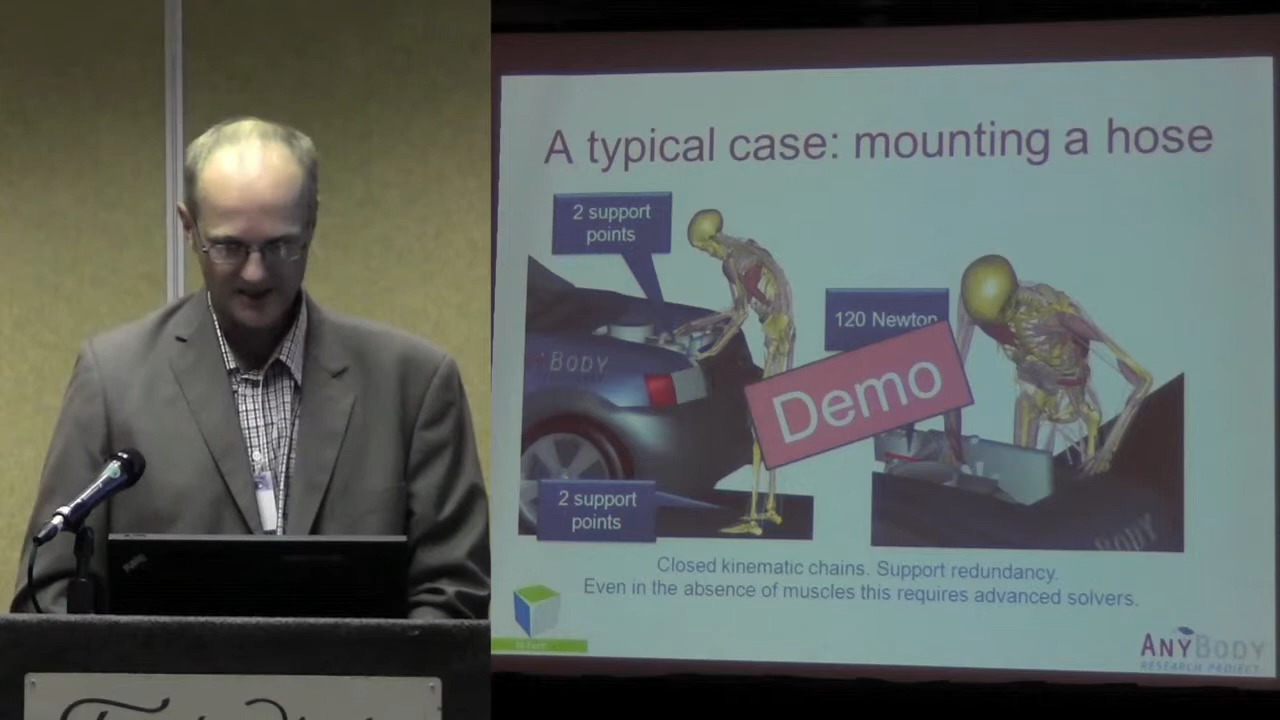 A typical case: mounting a hose
2 support
points
120 Newton
BODY
Demo
2 support
points
BODY
Closed kinematic chains. Support redundancy.
Even in the absence of muscles this requires advanced solvers.
ANYBODY
RESEARCH PROJECT